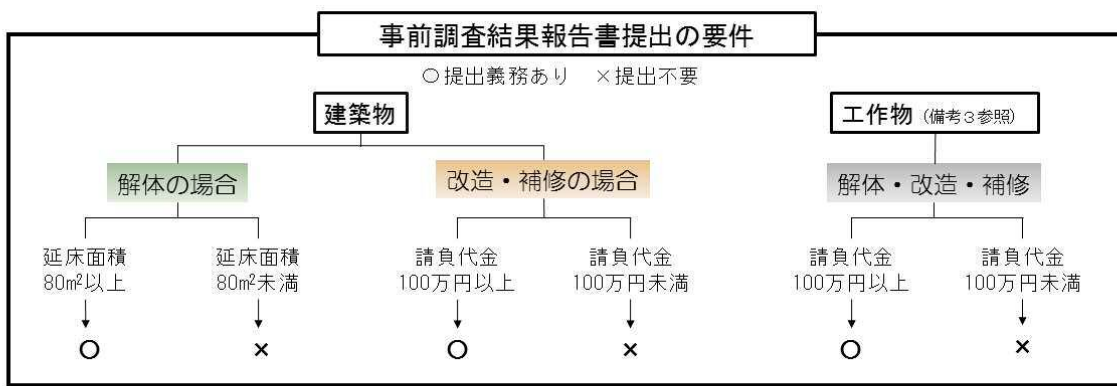 事前調査結果報告書提出の要件
○提出義務あり ×提出不要
建築物
工作物 (備考3参照)
解体の場合
改造・補修の場合
解体・改造・補修
延床面積
80m²以上
延床面積
80m²未満
請負代金
100万円以上
請負代金
100万円未満
請負代金
100万円以上
請負代金
100万円未満
○
×
○
×
○
×